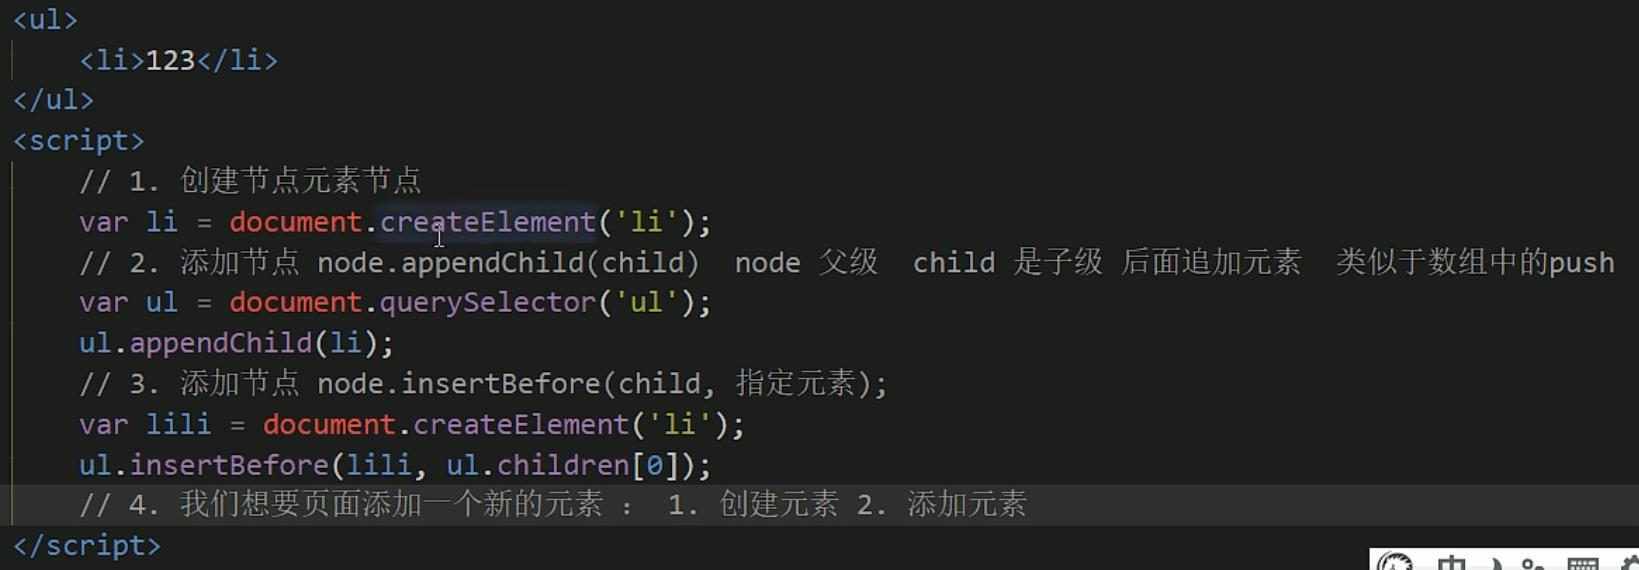 <ul>
    <li>123</li>
</ul>
<script>
    // 1. 创建节点元素节点
    var li = document.createElement('li');
    // 2. 添加节点 node.appendChild(child)  node 父级  child 是子级 后面追加元素  类似于数组中的push
    var ul = document.querySelector('ul');
    ul.appendChild(li);
    // 3. 添加节点 node.insertBefore(child, 指定元素);
    var lili = document.createElement('li');
    ul.insertBefore(lili, ul.children[0]);
    // 4. 我们想要页面添加一个新的元素 ： 1. 创建元素 2. 添加元素
</script>
中